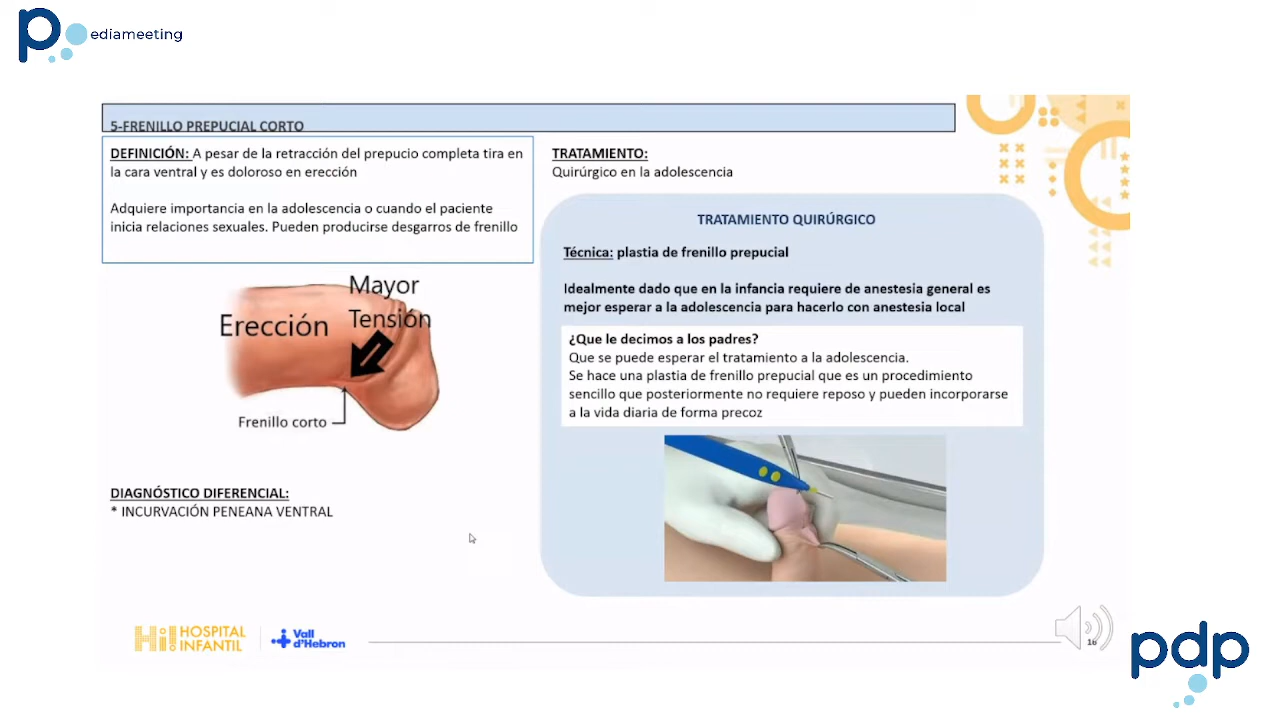 ediameeting
5-FRENILLO PREPUCIAL CORTO
DEFINICIÓN: A pesar de la retracción del prepucio completa tira en
la cara ventral y es doloroso en erección
Adquiere importancia en la adolescencia o cuando el paciente
inicia relaciones sexuales. Pueden producirse desgarros de frenillo
Mayor
Tensión
Erección
Frenillo corto
DIAGNÓSTICO DIFERENCIAL:
* INCURVACIÓN PENEANA VENTRAL
TRATAMIENTO:
Quirúrgico en la adolescencia
TRATAMIENTO QUIRÚRGICO
Técnica: plastia de frenillo prepucial
Idealmente dado que en la infancia requiere de anestesia general es
mejor esperar a la adolescencia para hacerlo con anestesia local
¿Que le decimos a los padres?
Que se puede esperar el tratamiento a la adolescencia.
Se hace una plastia de frenillo prepucial que es un procedimiento
sencillo que posteriormente no requiere reposo y pueden incorporarse
a la vida diaria de forma precoz
Hi! HOSPITAL
INFANTIL
Vall
d'Hebron
16
pdp